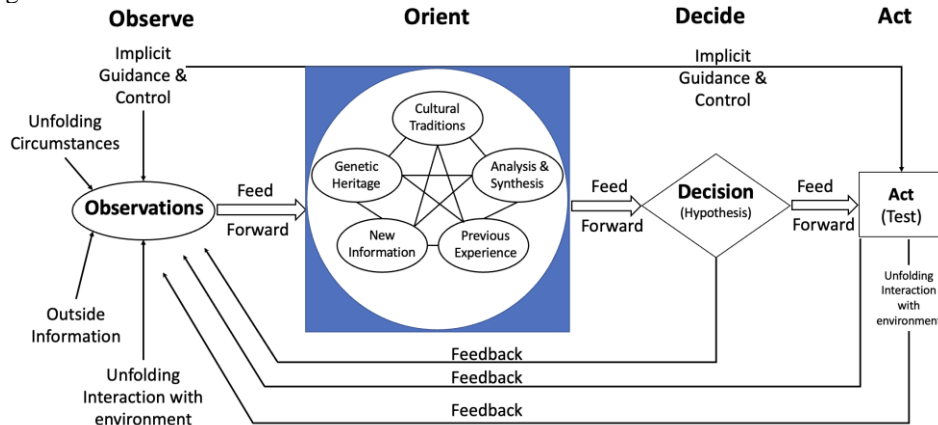 Observe
Orient
Decide
Act
Implicit
Guidance &
Control
Implicit
Guidance &
Control
Unfolding
Circumstances
Observations
Outside
Information
Unfolding
Interaction with
environment
Feed
Forward
Cultural
Traditions
Genetic
Heritage
Analysis &
Synthesis
New
Information
Previous
Experience
Feed
Forward
Decision
(Hypothesis)
Feed
Forward
Act
(Test)
Unfolding
Interaction
with
environment
Feedback
Feedback
Feedback